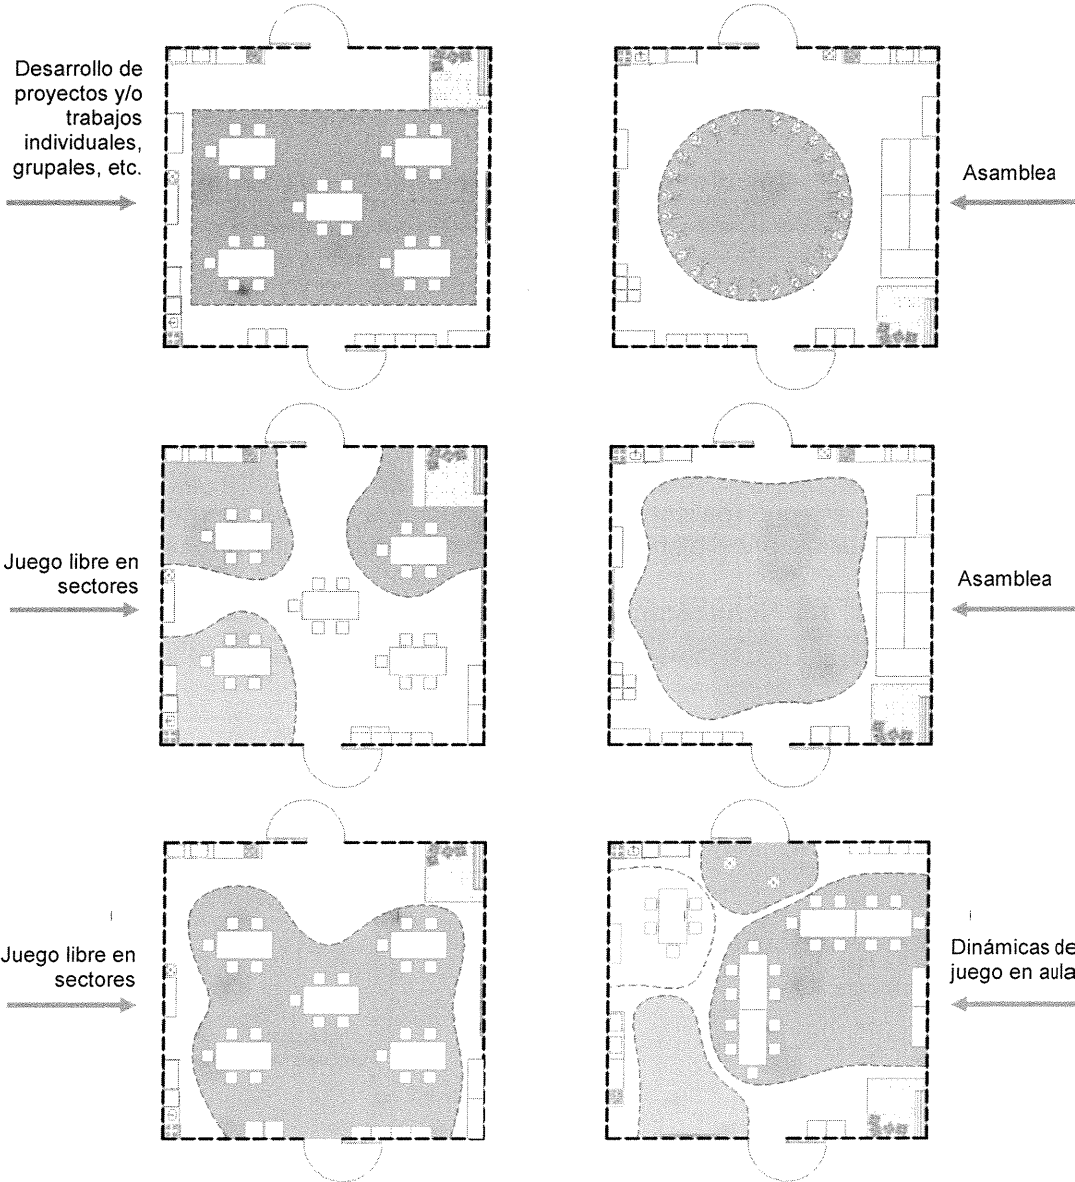 Desarrollo de
proyectos y/o
trabajos
individuales,
grupales, etc.
Asamblea
Juego libre en
sectores
Asamblea
Juego libre en
sectores
Dinámicas de
juego en aula